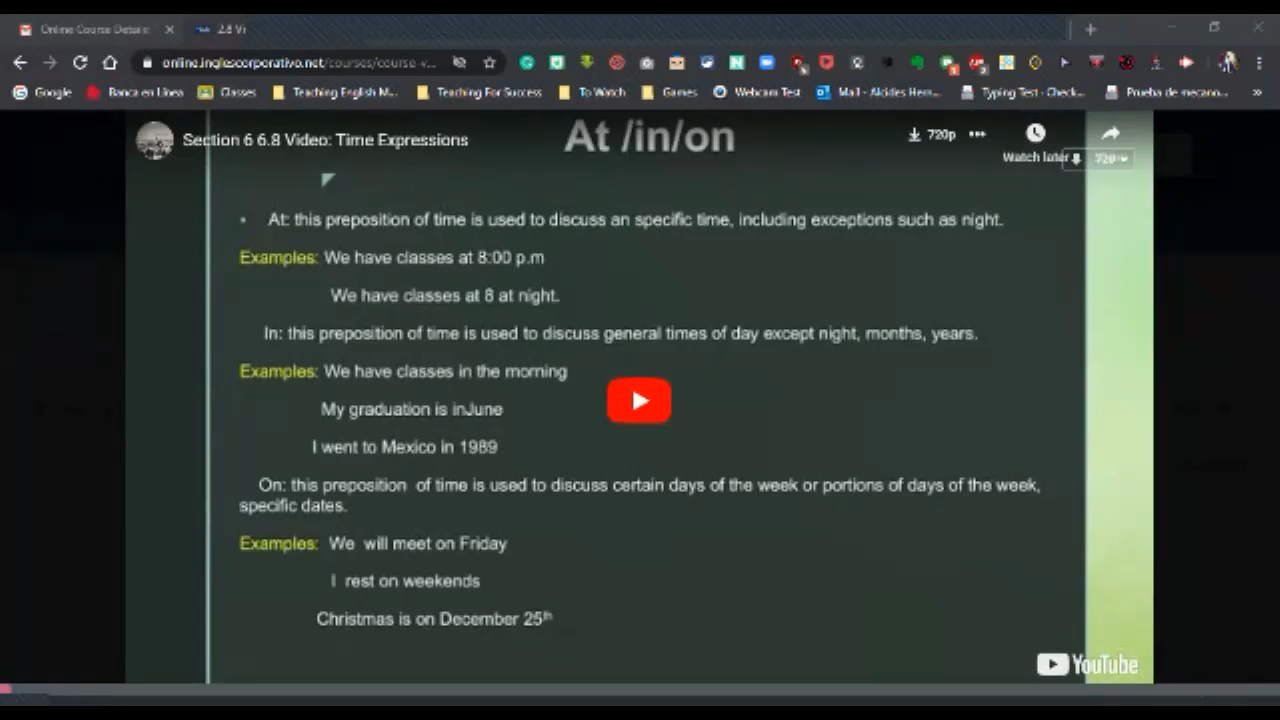 Online Course Details
2.8 Vi
online.inglescorporativo.net/courses/course-v...
Google
Banca en Línea
Classes
Teaching English M...
Teaching For Success
To Watch
Games
Webcam Test
Mail - Alcides Hern...
Typing Test - Check...
Prueba de mecano...
»
Section 6 6.8 Video: Time Expressions
At /in/on
720p
Watch later
720
• At: this preposition of time is used to discuss an specific time, including exceptions such as night.
Examples: We have classes at 8:00 p.m
We have classes at 8 at night.
In: this preposition of time is used to discuss general times of day except night, months, years.
Examples: We have classes in the morning
My graduation is inJune
I went to Mexico in 1989
On: this preposition of time is used to discuss certain days of the week or portions of days of the week,
specific dates.
Examples: We will meet on Friday
I rest on weekends
Christmas is on December 25th
YouTube